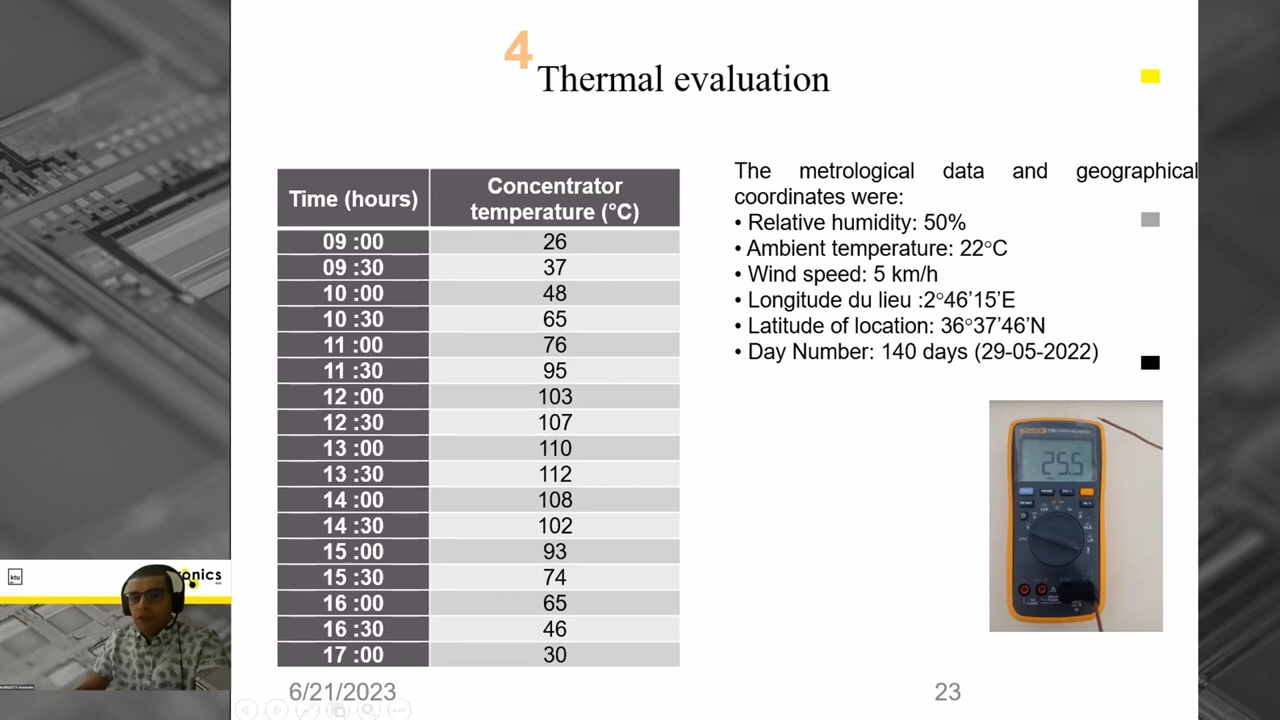 4
Thermal evaluation
Time (hours) Concentrator temperature (°C)
09 :00 26
09 :30 37
10 :00 48
10 :30 65
11 :00 76
11 :30 95
12 :00 103
12 :30 107
13 :00 110
13 :30 112
14 :00 108
14 :30 102
15 :00 93
15 :30 74
16 :00 65
16 :30 46
17 :00 30
The metrological data and geographical
coordinates were:
• Relative humidity: 50%
• Ambient temperature: 22°C
• Wind speed: 5 km/h
• Longitude du lieu :2°46’15’E
• Latitude of location: 36°37’46’N
• Day Number: 140 days (29-05-2022)
25.5
ktu
onics
6/21/2023
23